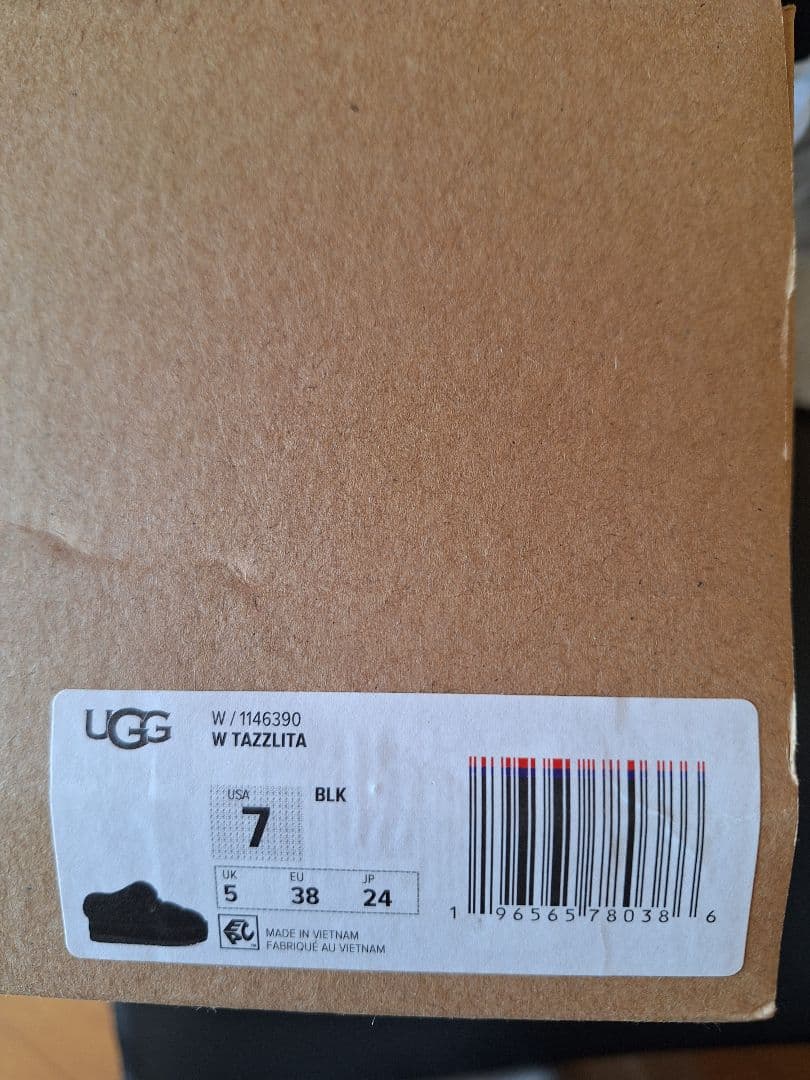 UGG
W / 1146390
W TAZZLITA
USA
7
BLK
UK EU JP
5 38 24
MADE IN VIETNAM
FABRIQUÉ AU VIETNAM
1 96565 78038 6